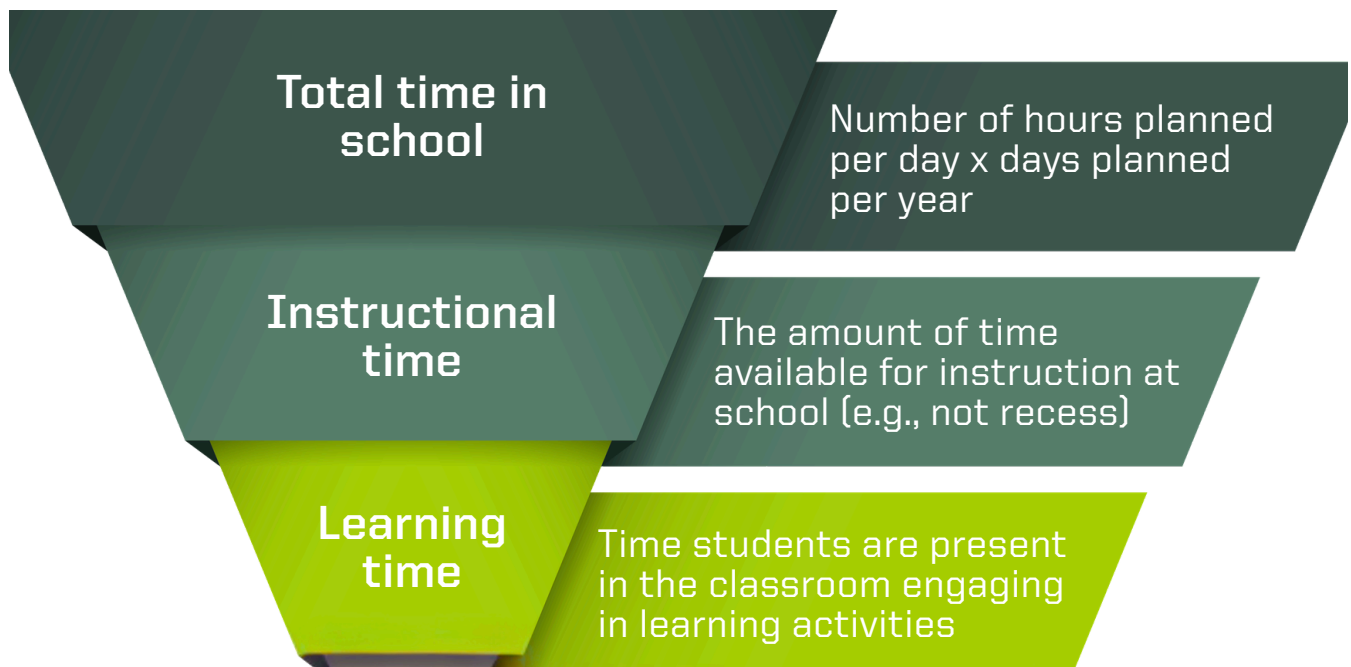 Total time in
school
Number of hours planned
per day x days planned
per year
Instructional
time
The amount of time
available for instruction at
school (e.g., not recess)
Learning
time
Time students are present
in the classroom engaging
in learning activities